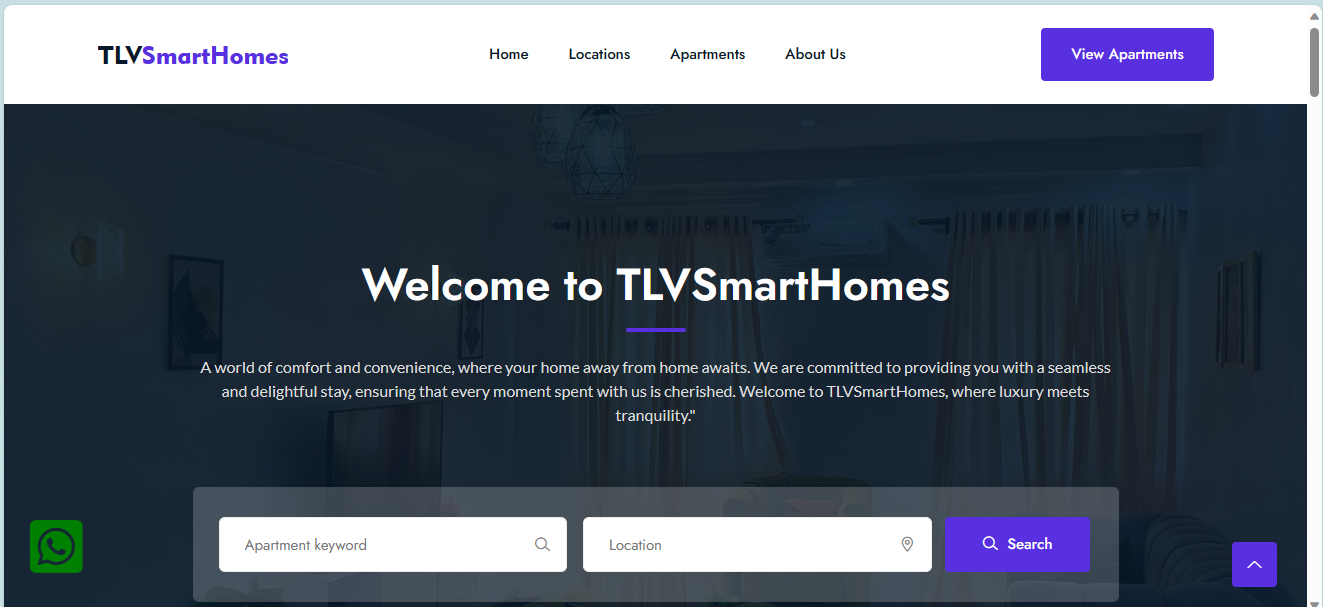 TLVSmartHomes
Home
Locations
Apartments
About Us
View Apartments
Welcome to TLVSmartHomes
A world of comfort and convenience, where your home away from home awaits. We are committed to providing you with a seamless
and delightful stay, ensuring that every moment spent with us is cherished. Welcome to TLVSmartHomes, where luxury meets
tranquility."
Apartment keyword
Location
Search